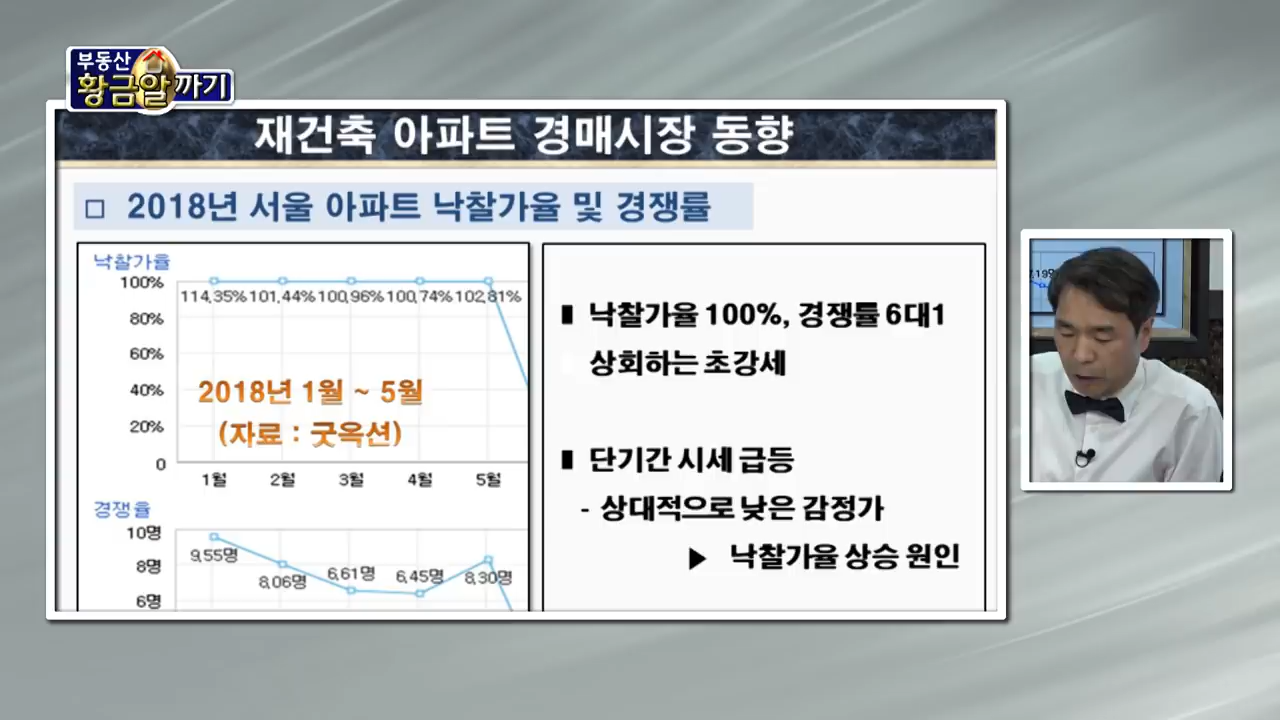 부동산
황금알까기
재건축 아파트 경매시장 동향
□ 2018년 서울 아파트 낙찰가율 및 경쟁률
낙찰가율
100%
114,35% 101,44% 100,96% 100,74% 102,81%
80%
60%
40%
20%
0
2018년 1월 ~ 5월
(자료 : 굿옥션)
1월 2월 3월 4월 5월
경쟁율
10명
8명
6명
9,55명 8,06명 6,61명 6,45명 8,30명
▮ 낙찰가율 100%, 경쟁률 6대1
상회하는 초강세
▮ 단기간 시세 급등
- 상대적으로 낮은 감정가
▶ 낙찰가율 상승 원인